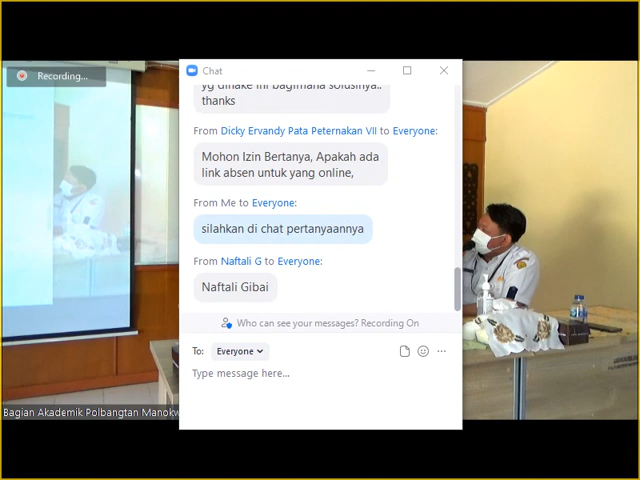 Recording...
Chat
yg dinake ini bagimana solusinya..
thanks
From Dicky Ervandy Pata Peternakan VII to Everyone:
Mohon Izin Bertanya, Apakah ada
link absen untuk yang online,
From Me to Everyone:
silahkan di chat pertanyaannya
From Naftali G to Everyone:
Naftali Gibai
Who can see your messages? Recording On
To: Everyone
Type message here...
Bagian Akademik Polbangtan Manokw